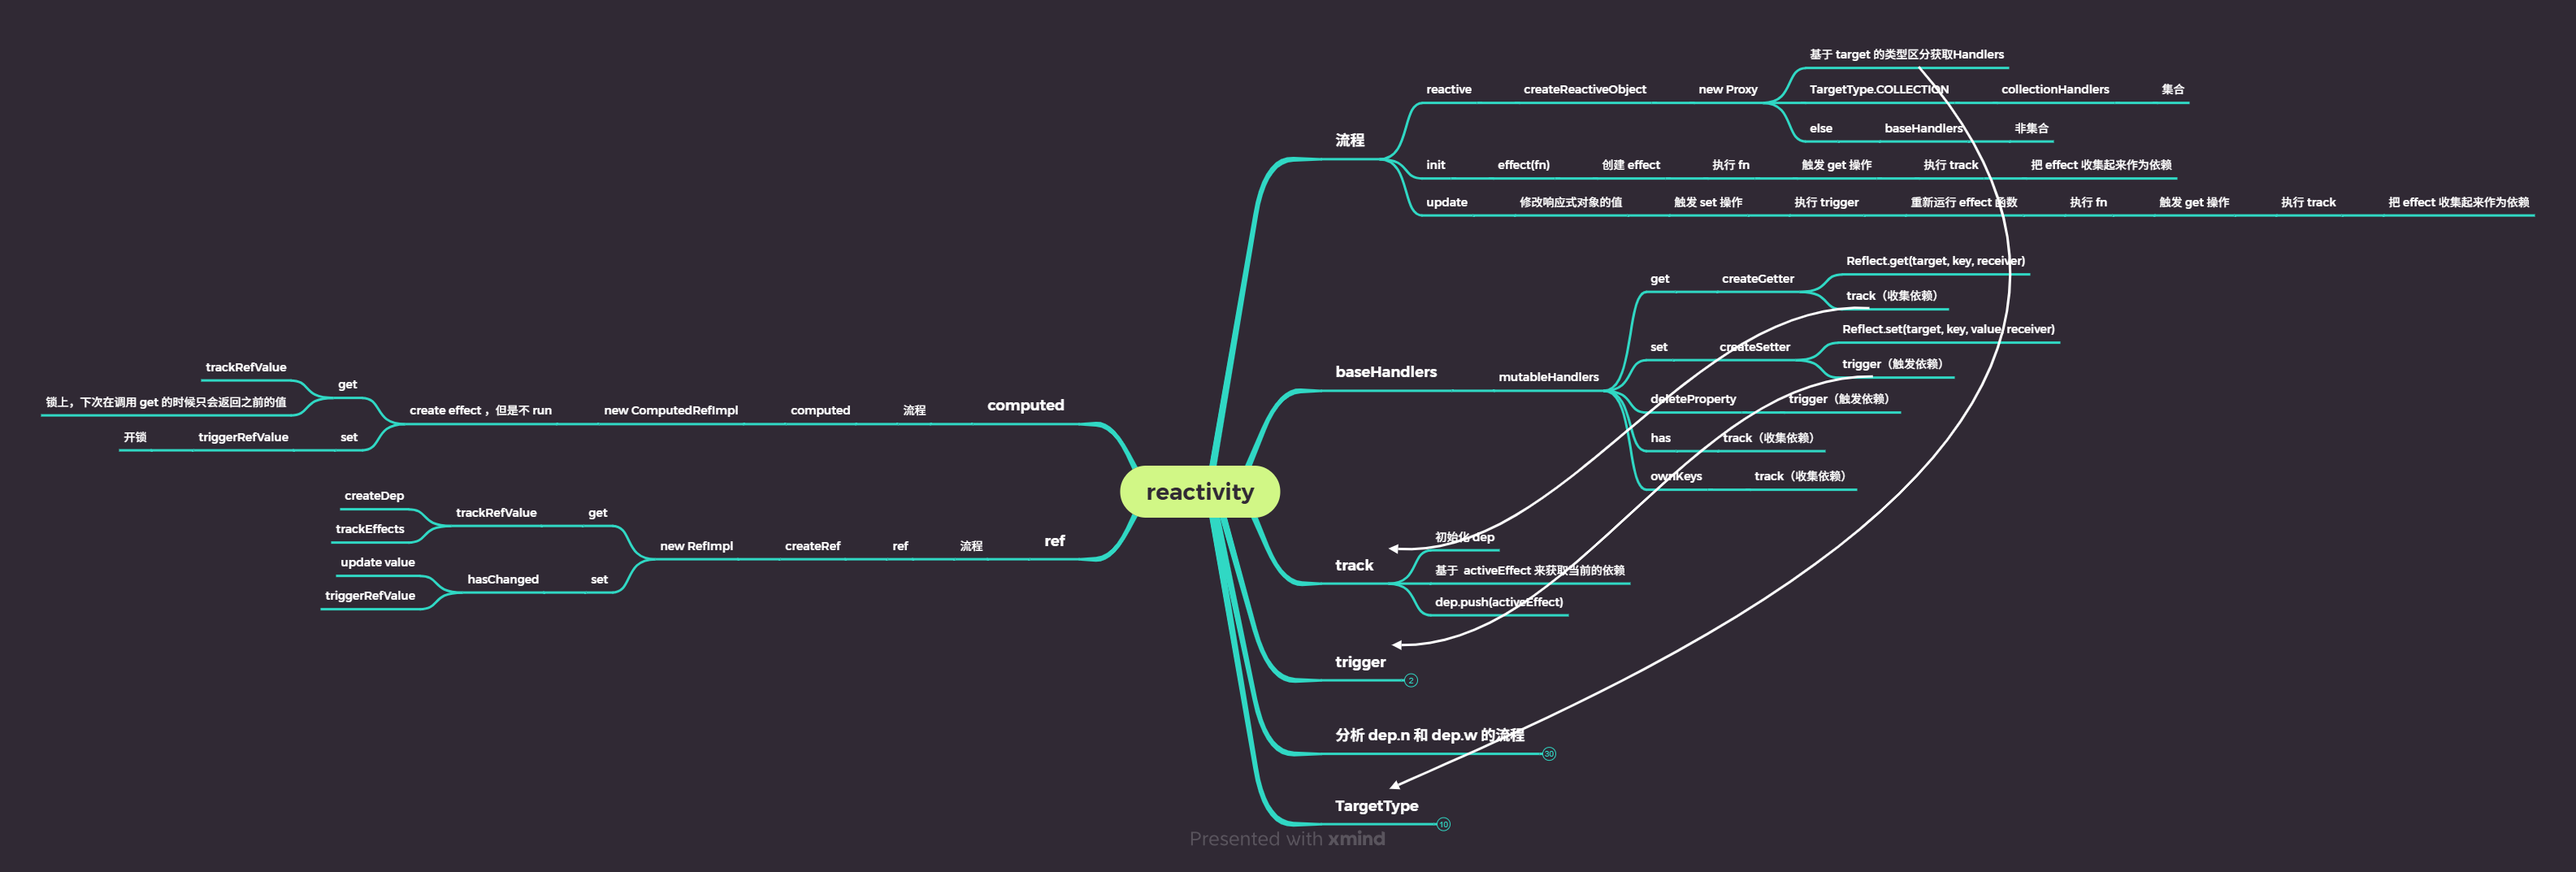 流程
reactive
createReactiveObject
new Proxy
基于 target 的类型区分获取Handlers
TargetType.COLLECTION
collectionHandlers
集合
else
baseHandlers
非集合
init
effect(fn)
创建 effect
执行 fn
触发 get 操作
执行 track
把 effect 收集起来作为依赖
update
修改响应式对象的值
触发 set 操作
执行 trigger
重新运行 effect 函数
执行 fn
触发 get 操作
执行 track
把 effect 收集起来作为依赖
baseHandlers
mutableHandlers
get
createGetter
Reflect.get(target, key, receiver)
track（收集依赖）
set
createSetter
Reflect.set(target, key, value, receiver)
trigger（触发依赖）
deleteProperty
trigger（触发依赖）
has
track（收集依赖）
ownKeys
track（收集依赖）
track
初始化 dep
基于 activeEffect 来获取当前的依赖
dep.push(activeEffect)
trigger
2
分析 dep.n 和 dep.w 的流程
30
TargetType
10
reactivity
computed
流程
computed
new ComputedRefImpl
create effect ，但是不 run
get
trackRefValue
锁上，下次在调用 get 的时候只会返回之前的值
set
triggerRefValue
开锁
ref
流程
ref
createRef
new RefImpl
get
trackRefValue
createDep
trackEffects
set
hasChanged
update value
triggerRefValue
Presented with xmind